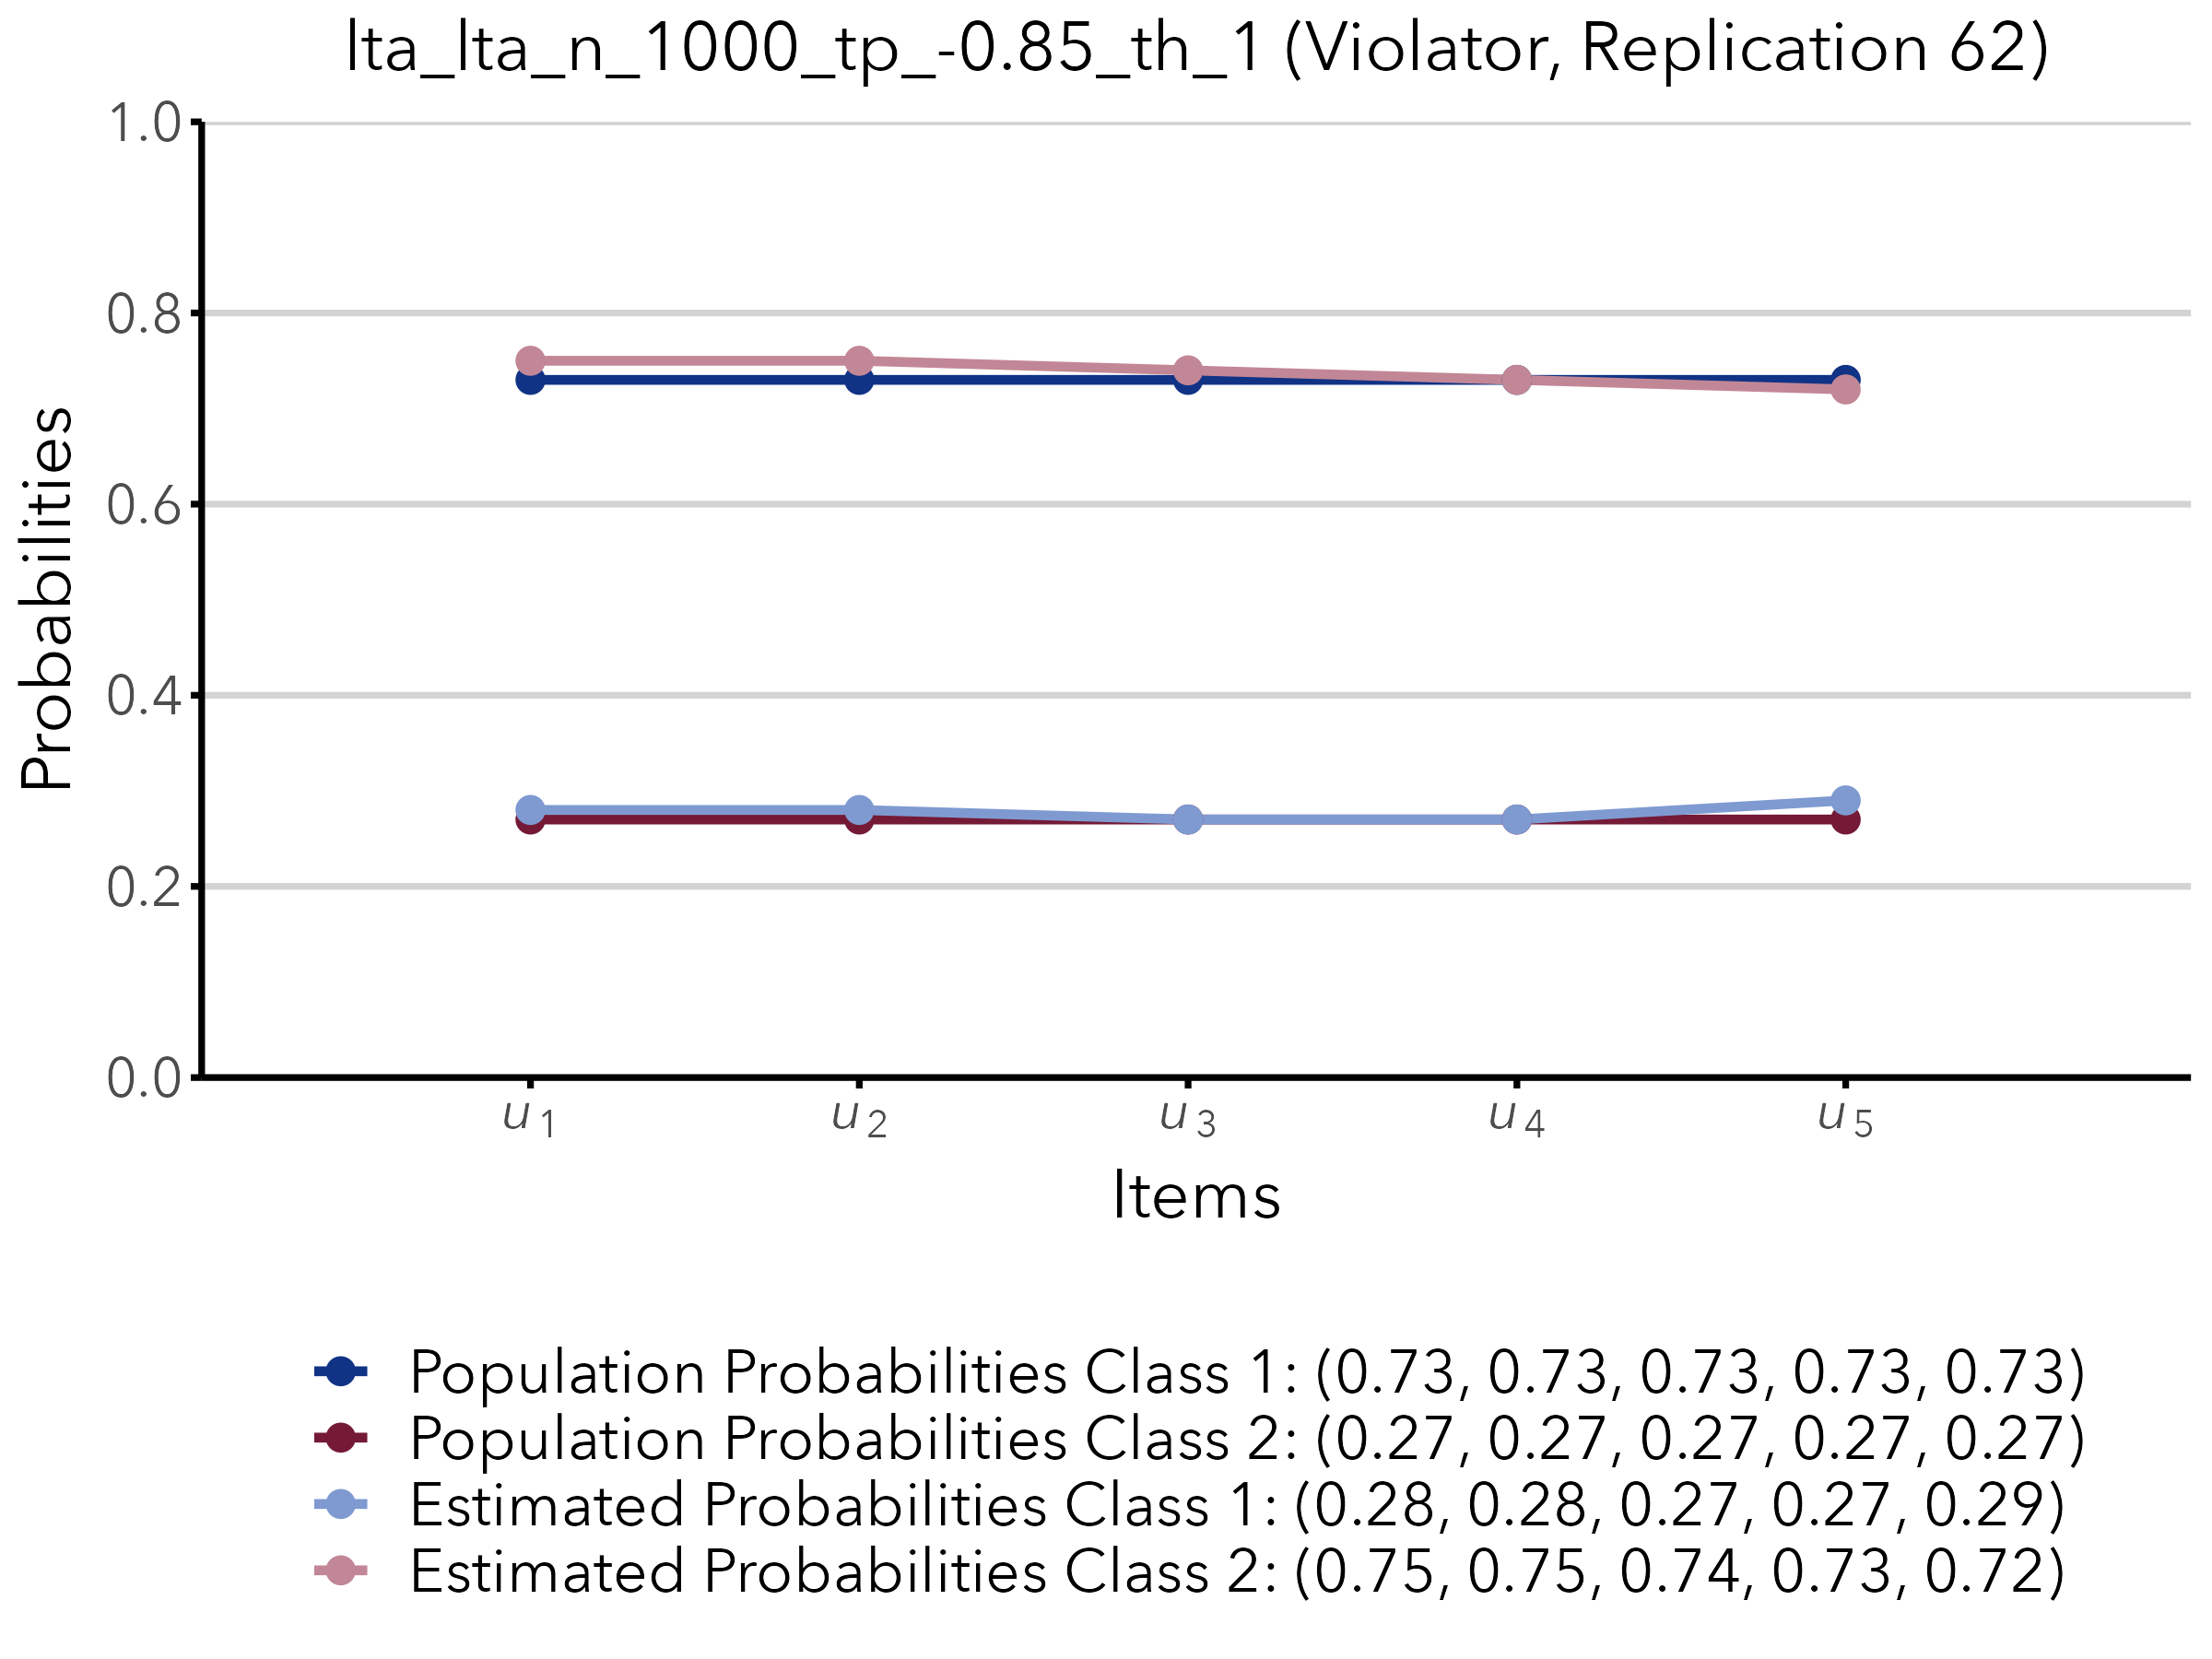 lta_lta_n_1000_tp_-0.85_th_1 (Violator, Replication 62)
Probabilities
1.0
0.8
0.6
0.4
0.2
0.0
u1 u2 u3 u4 u5
Items
Population Probabilities Class 1: (0.73, 0.73, 0.73, 0.73, 0.73)
Population Probabilities Class 2: (0.27, 0.27, 0.27, 0.27, 0.27)
Estimated Probabilities Class 1: (0.28, 0.28, 0.27, 0.27, 0.29)
Estimated Probabilities Class 2: (0.75, 0.75, 0.74, 0.73, 0.72)